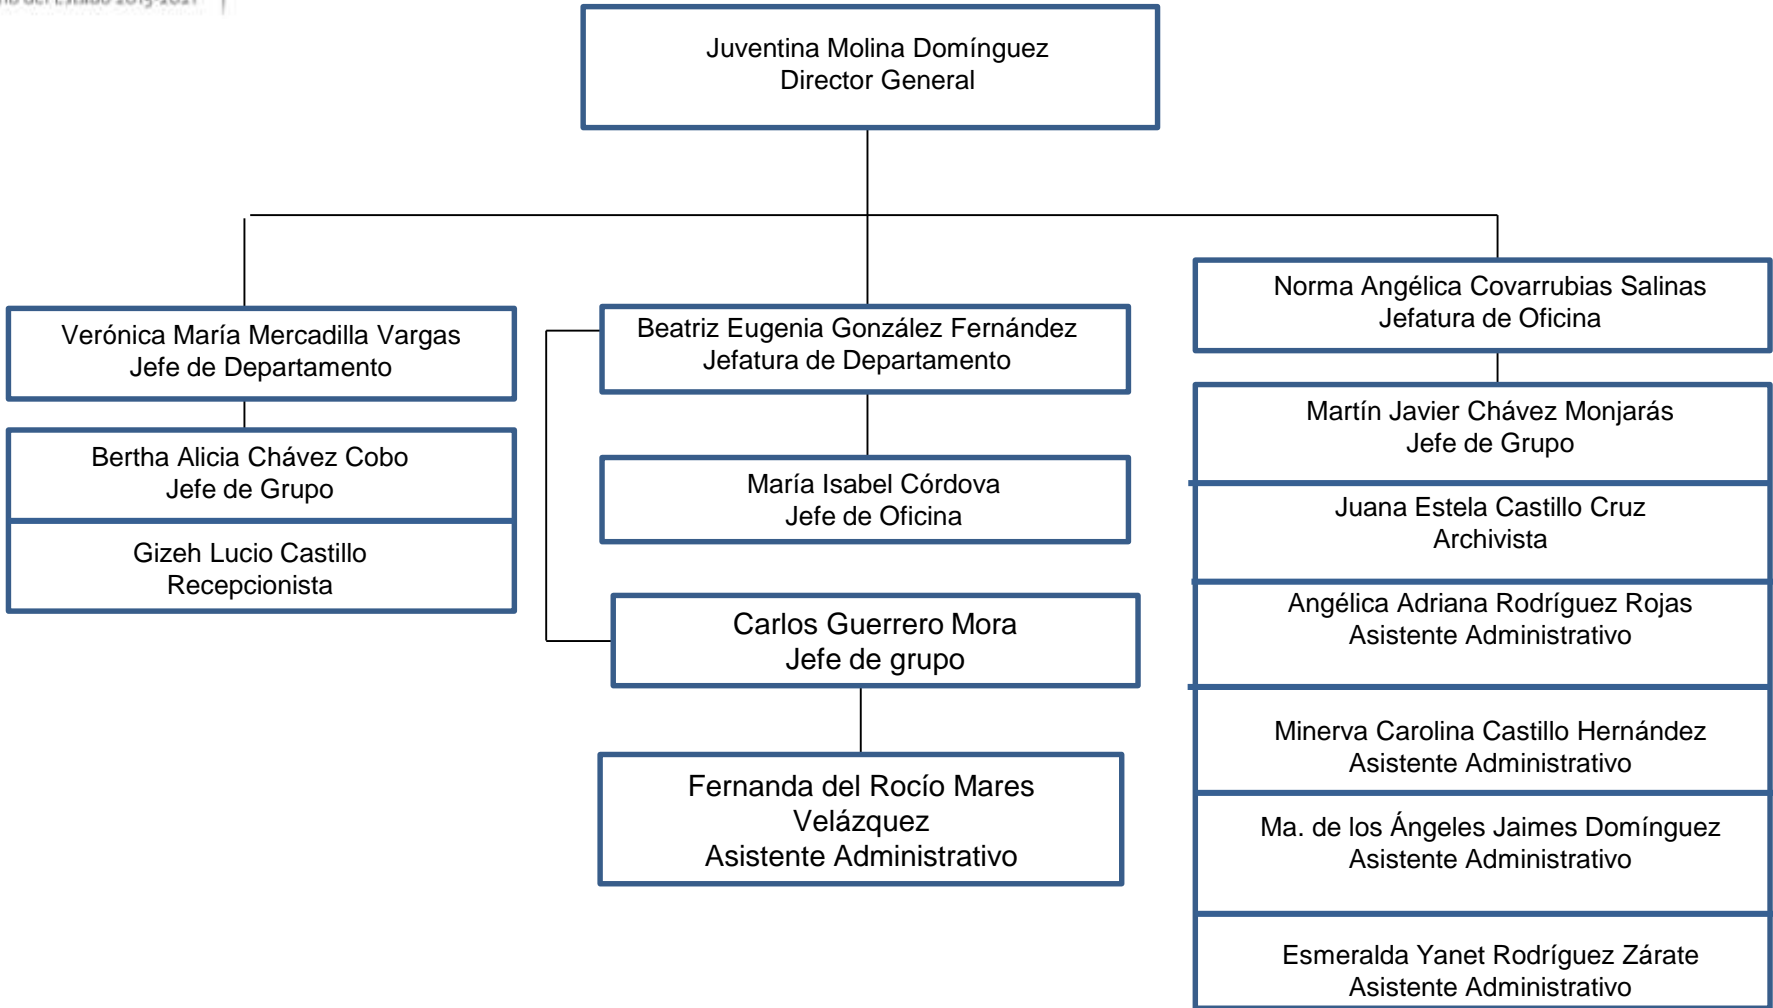 del Estado 2015-2021
Juventina Molina Domínguez
Director General
Verónica María Mercadilla Vargas
Jefe de Departamento
Bertha Alicia Chávez Cobo
Jefe de Grupo
Gizeh Lucio Castillo
Recepcionista
Beatriz Eugenia González Fernández
Jefatura de Departamento
María Isabel Córdova
Jefe de Oficina
Carlos Guerrero Mora
Jefe de grupo
Fernanda del Rocío Mares
Velázquez
Asistente Administrativo
Norma Angélica Covarrubias Salinas
Jefatura de Oficina
Martín Javier Chávez Monjarás
Jefe de Grupo
Juana Estela Castillo Cruz
Archivista
Angélica Adriana Rodríguez Rojas
Asistente Administrativo
Minerva Carolina Castillo Hernández
Asistente Administrativo
Ma. de los Ángeles Jaimes Domínguez
Asistente Administrativo
Esmeralda Yanet Rodríguez Zárate
Asistente Administrativo